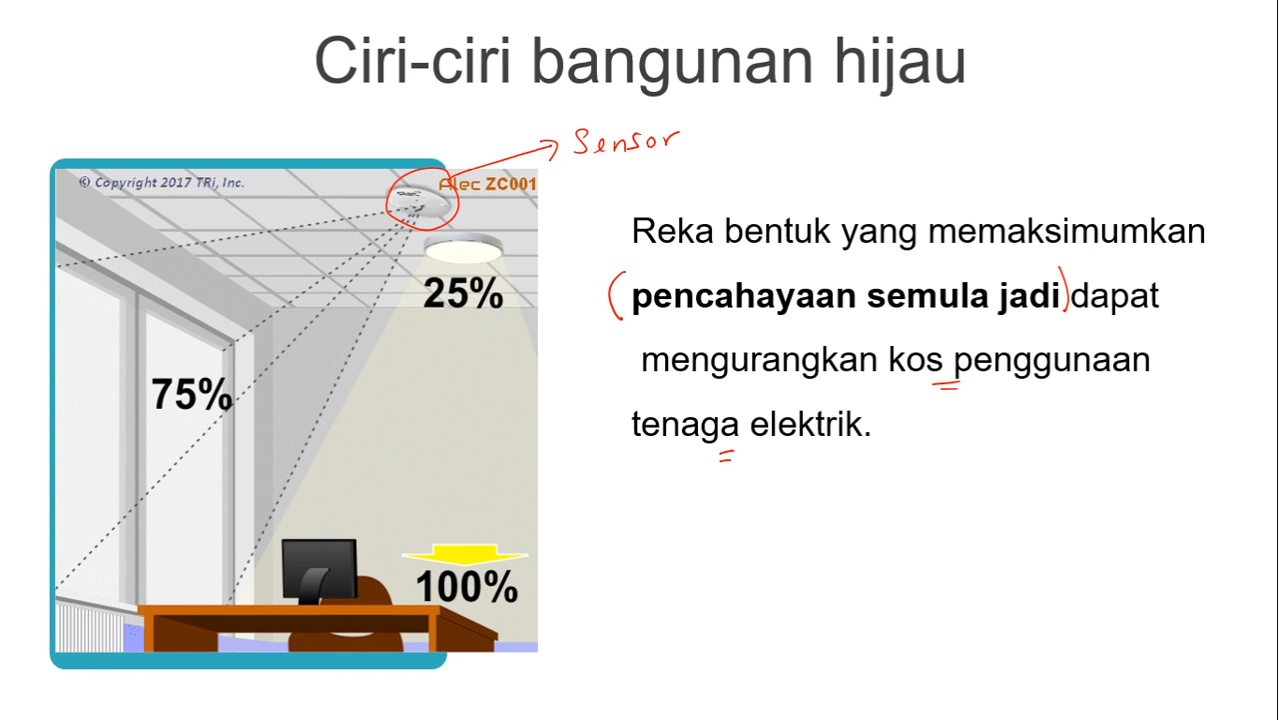 Ciri-ciri bangunan hijau
Sensor
© Copyright 2017 TRi, Inc.
Alec ZC001
25%
75%
100%
Reka bentuk yang memaksimumkan
(pencahayaan semula jadi) dapat
mengurangkan kos penggunaan
tenaga elektrik.